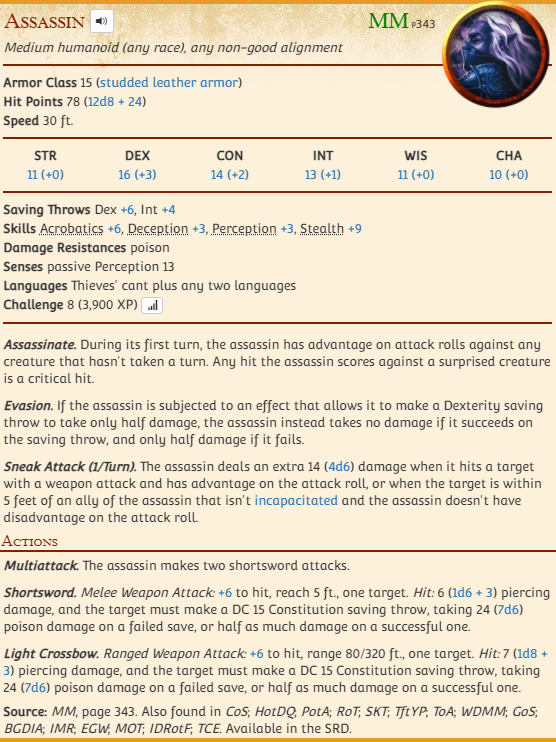 Assassin MM P343
Medium humanoid (any race), any non-good alignment
Armor Class 15 (studded leather armor)
Hit Points 78 (12d8 + 24)
Speed 30 ft.
STR DEX CON INT WIS CHA
11 (+0) 16 (+3) 14 (+2) 13 (+1) 11 (+0) 10 (+0)
Saving Throws Dex +6, Int +4
Skills Acrobatics +6, Deception +3, Perception +3, Stealth +9
Damage Resistances poison
Senses passive Perception 13
Languages Thieves' cant plus any two languages
Challenge 8 (3,900 XP)
Assassinate. During its first turn, the assassin has advantage on attack rolls against any
creature that hasn't taken a turn. Any hit the assassin scores against a surprised creature
is a critical hit.
Evasion. If the assassin is subjected to an effect that allows it to make a Dexterity saving
throw to take only half damage, the assassin instead takes no damage if it succeeds on
the saving throw, and only half damage if it fails.
Sneak Attack (1/Turn). The assassin deals an extra 14 (4d6) damage when it hits a target
with a weapon attack and has advantage on the attack roll, or when the target is within
5 feet of an ally of the assassin that isn't incapacitated and the assassin doesn't have
disadvantage on the attack roll.
Actions
Multiattack. The assassin makes two shortsword attacks.
Shortsword. Melee Weapon Attack: +6 to hit, reach 5 ft., one target. Hit: 6 (1d6 + 3) piercing
damage, and the target must make a DC 15 Constitution saving throw, taking 24 (7d6)
poison damage on a failed save, or half as much damage on a successful one.
Light Crossbow. Ranged Weapon Attack: +6 to hit, range 80/320 ft., one target. Hit: 7 (1d8 +
3) piercing damage, and the target must make a DC 15 Constitution saving throw, taking
24 (7d6) poison damage on a failed save, or half as much damage on a successful one.
Source: MM, page 343. Also found in CoS; HotDQ; PotA; RoT; SKT; TftYP; ToA; WDMM; GoS;
BGDIA; IMR; EGW; MOT; IDRotF; TCE. Available in the SRD.